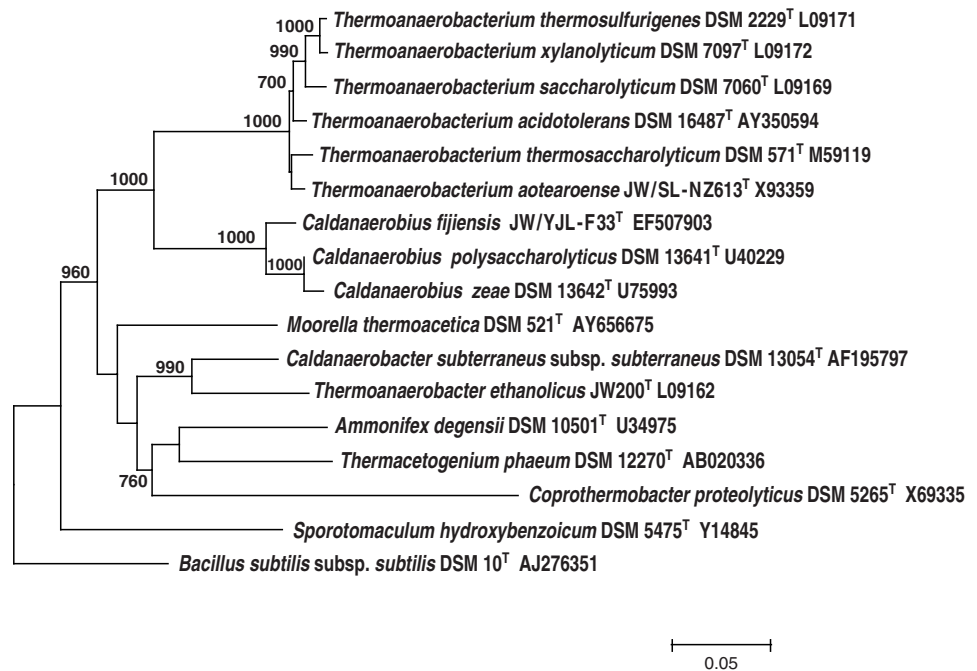 1000
Thermoanaerobacterium thermosulfurigenes DSM 2229T L09171
990
Thermoanaerobacterium xylanolyticum DSM 7097T L09172
700
Thermoanaerobacterium saccharolyticum DSM 7060T L09169
1000
Thermoanaerobacterium acidotolerans DSM 16487T AY350594
Thermoanaerobacterium thermosaccharolyticum DSM 571T M59119
1000
Thermoanaerobacterium aotearoense JW/SL-NZ613T X93359
Caldanaerobius fijiensis JW/YJL-F33T EF507903
1000
Caldanaerobius polysaccharolyticus DSM 13641T U40229
1000
960
Caldanaerobius zeae DSM 13642T U75993
Moorella thermoacetica DSM 521T AY656675
Caldanaerobacter subterraneus subsp. subterraneus DSM 13054T AF195797
990
Thermoanaerobacter ethanolicus JW200T L09162
Ammonifex degensii DSM 10501T U34975
Thermacetogenium phaeum DSM 12270T AB020336
760
Coprothermobacter proteolyticus DSM 5265T X69335
Sporotomaculum hydroxybenzoicum DSM 5475T Y14845
Bacillus subtilis subsp. subtilis DSM 10T AJ276351
0.05